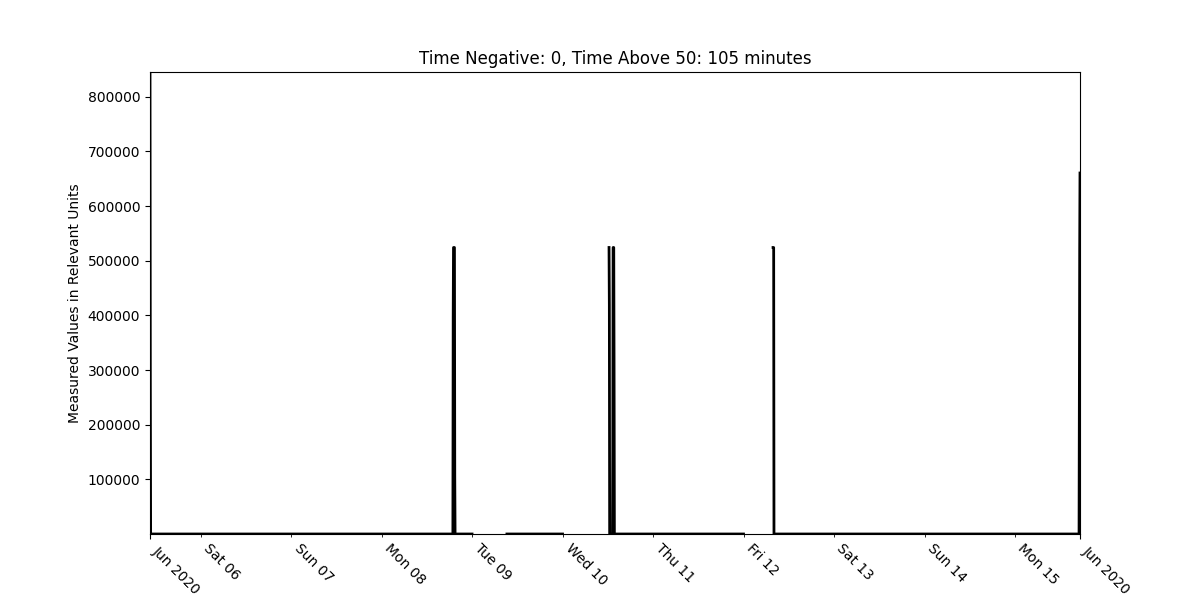 Time Negative: 0, Time Above 50: 105 minutes
Measured Values in Relevant Units
800000
700000
600000
500000
400000
300000
200000
100000
Jun 2020
Sat 06
Sun 07
Mon 08
Tue 09
Wed 10
Thu 11
Fri 12
Sat 13
Sun 14
Mon 15
Jun 2020